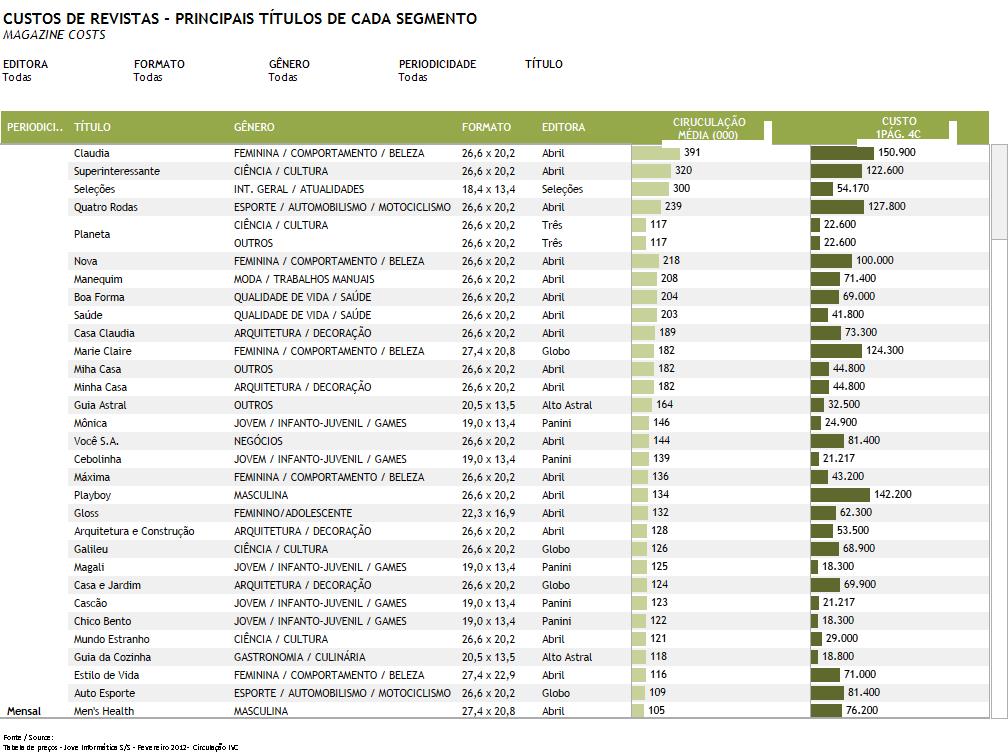 CUSTOS DE REVISTAS - PRINCIPAIS TÍTULOS DE CADA SEGMENTO
MAGAZINE COSTS
EDITORA FORMATO GÊNERO PERIODICIDADE TÍTULO
Todas Todas Todas Todas
PERIODICI.. TÍTULO GÊNERO FORMATO EDITORA CIRUCULAÇÃO MÉDIA (000) CUSTO 1PÁG. 4C
Claudia FEMININA / COMPORTAMENTO / BELEZA 26,6 x 20,2 Abril 391 150.900
Superinteressante CIÊNCIA / CULTURA 26,6 x 20,2 Abril 320 122.600
Seleções INT. GERAL / ATUALIDADES 18,4 x 13,4 Seleções 300 54.170
Quatro Rodas ESPORTE / AUTOMOBILISMO / MOTOCICLISMO 26,6 x 20,2 Abril 239 127.800
Planeta CIÊNCIA / CULTURA 26,6 x 20,2 Três 117 22.600
OUTROS 26,6 x 20,2 Três 117 22.600
Nova FEMININA / COMPORTAMENTO / BELEZA 26,6 x 20,2 Abril 218 100.000
Manequim MODA / TRABALHOS MANUAIS 26,6 x 20,2 Abril 208 71.400
Boa Forma QUALIDADE DE VIDA / SAÚDE 26,6 x 20,2 Abril 204 69.000
Saúde QUALIDADE DE VIDA / SAÚDE 26,6 x 20,2 Abril 203 41.800
Casa Claudia ARQUITETURA / DECORAÇÃO 26,6 x 20,2 Abril 189 73.300
Marie Claire FEMININA / COMPORTAMENTO / BELEZA 27,4 x 20,8 Globo 182 124.300
Miha Casa OUTROS 26,6 x 20,2 Abril 182 44.800
Minha Casa ARQUITETURA / DECORAÇÃO 26,6 x 20,2 Abril 182 44.800
Guia Astral OUTROS 20,5 x 13,5 Alto Astral 164 32.500
Mônica JOVEM / INFANTO-JUVENIL / GAMES 19,0 x 13,4 Panini 146 24.900
Você S.A. NEGÓCIOS 26,6 x 20,2 Abril 144 81.400
Cebolinha JOVEM / INFANTO-JUVENIL / GAMES 19,0 x 13,4 Panini 139 21.217
Máxima FEMININA / COMPORTAMENTO / BELEZA 26,6 x 20,2 Abril 136 43.200
Playboy MASCULINA 26,6 x 20,2 Abril 134 142.200
Gloss FEMININO/ADOLESCENTE 22,3 x 16,9 Abril 132 62.300
Arquitetura e Construção ARQUITETURA / DECORAÇÃO 26,6 x 20,2 Abril 128 53.500
Galileu CIÊNCIA / CULTURA 26,6 x 20,2 Globo 126 68.900
Magali JOVEM / INFANTO-JUVENIL / GAMES 19,0 x 13,4 Panini 125 18.300
Casa e Jardim ARQUITETURA / DECORAÇÃO 26,6 x 20,2 Globo 124 69.900
Cascão JOVEM / INFANTO-JUVENIL / GAMES 19,0 x 13,4 Panini 123 21.217
Chico Bento JOVEM / INFANTO-JUVENIL / GAMES 19,0 x 13,4 Panini 122 18.300
Mundo Estranho CIÊNCIA / CULTURA 26,6 x 20,2 Abril 121 29.000
Guia da Cozinha GASTRONOMIA / CULINÁRIA 20,5 x 13,5 Alto Astral 118 18.800
Estilo de Vida FEMININA / COMPORTAMENTO / BELEZA 27,4 x 22,9 Abril 116 71.000
Auto Esporte ESPORTE / AUTOMOBILISMO / MOTOCICLISMO 26,6 x 20,2 Globo 109 81.400
Mensal Men's Health MASCULINA 27,4 x 20,8 Abril 105 76.200
Fonte / Source:
Tabela de preços - Jove Informática S/S - Fevereiro 2012- Circulação IVC